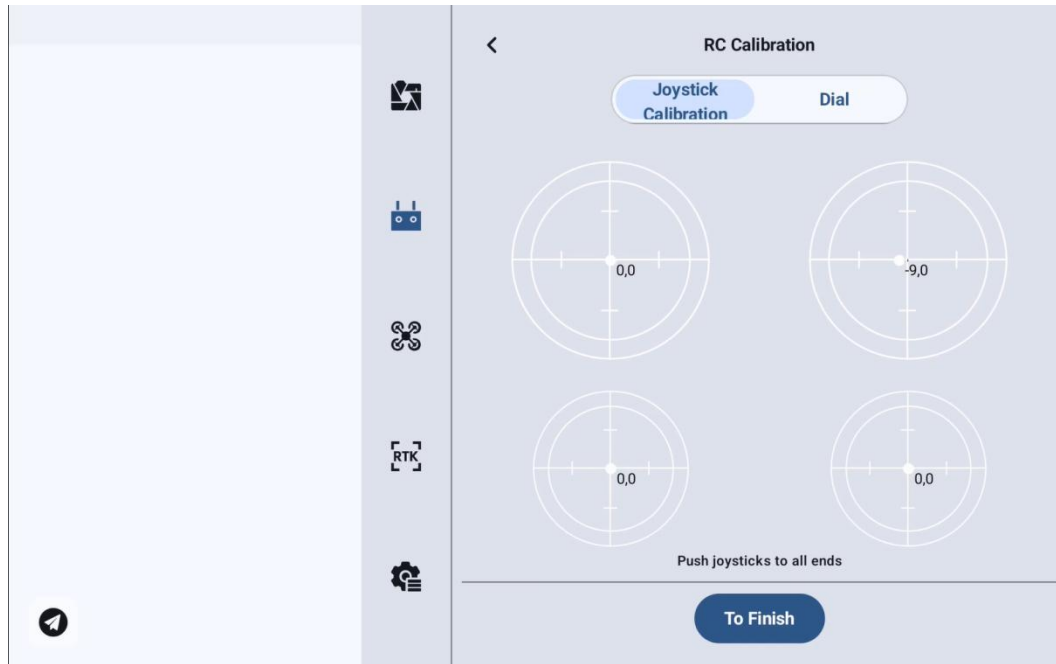 RC Calibration
Joystick
Calibration
Dial
0,0
-9,0
RTK
0,0
0,0
Push joysticks to all ends
To Finish